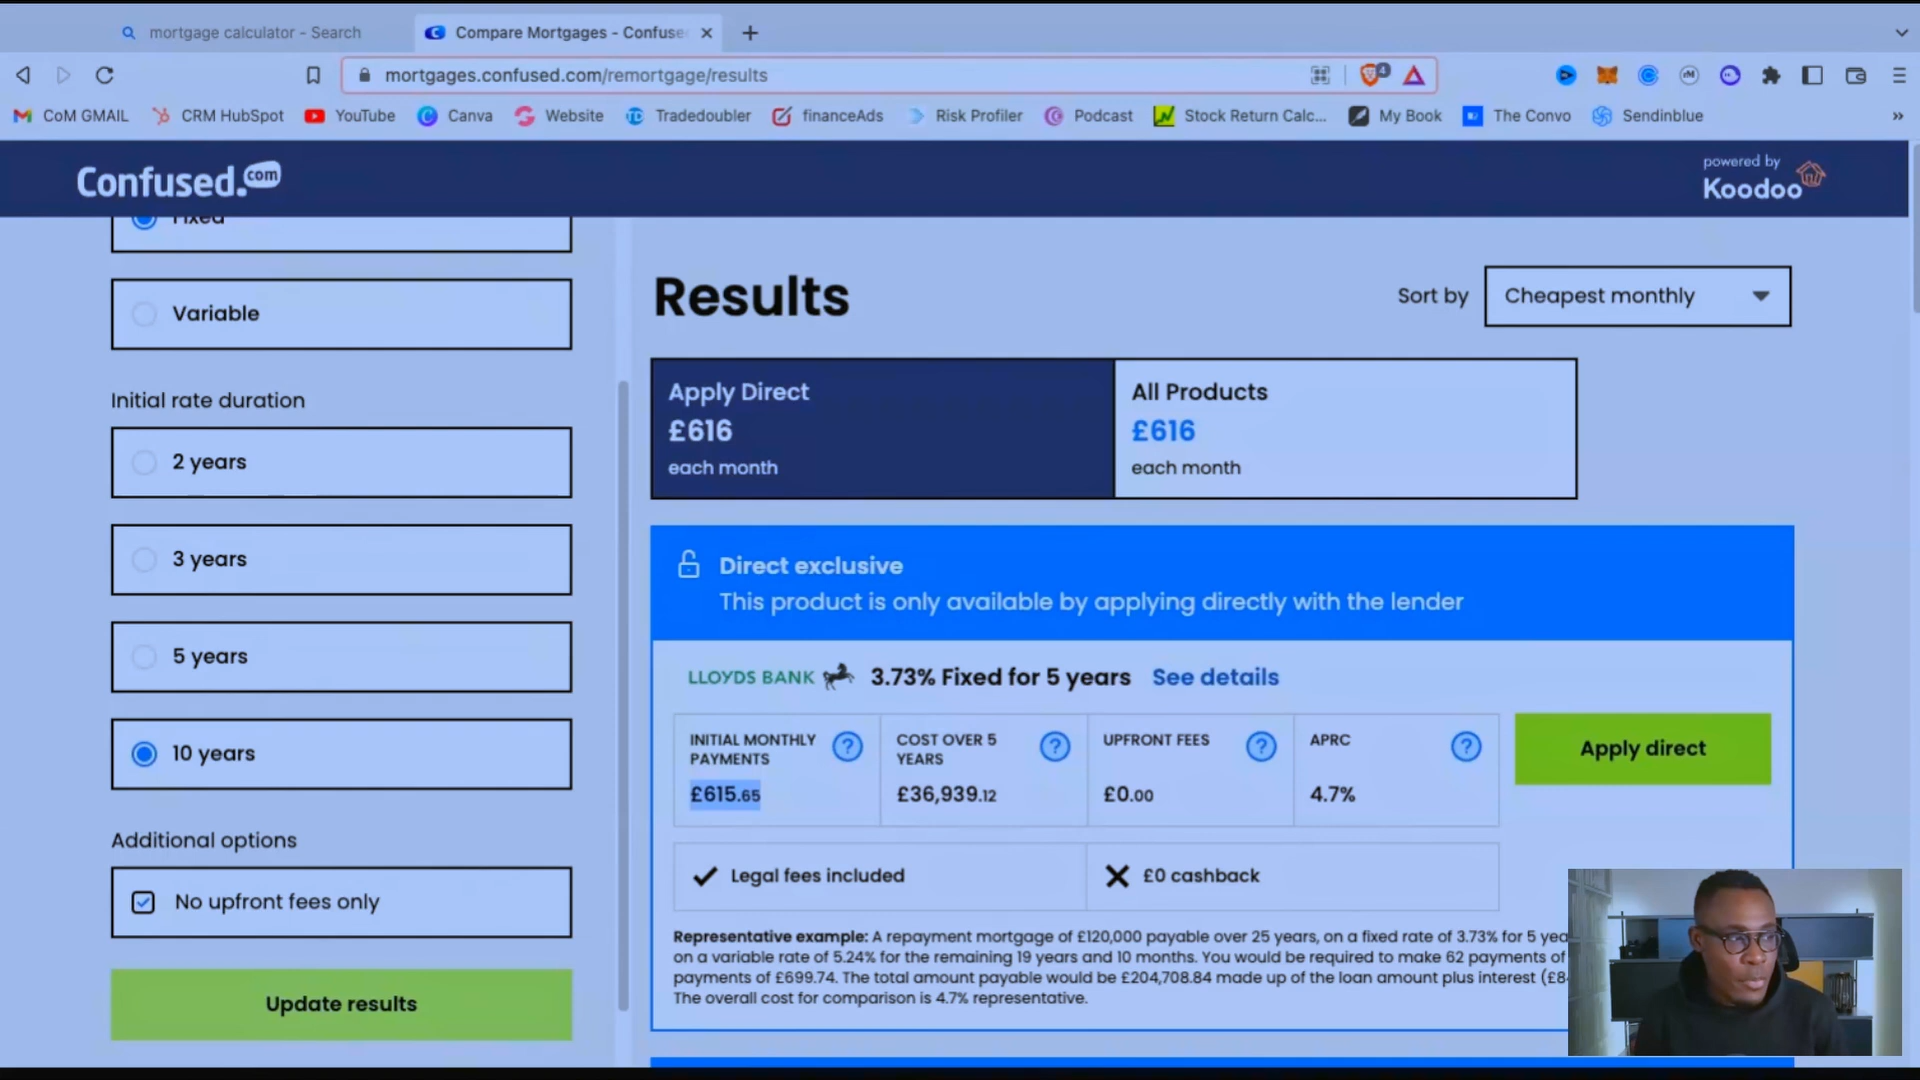 mortgage calculator - Search
Compare Mortgages - Confuse
mortgages.confused.com/remortgage/results
4
CoM GMAIL
CRM HubSpot
YouTube
Canva
Website
Tradedoubler
financeAds
Risk Profiler
Podcast
Stock Return Calc...
My Book
The Convo
Sendinblue
Confused.com
powered by
Koodoo
Fixed
Variable
Initial rate duration
2 years
3 years
5 years
10 years
Additional options
No upfront fees only
Update results
Results
Sort by
Cheapest monthly
Apply Direct
£616
each month
All Products
£616
each month
Direct exclusive
This product is only available by applying directly with the lender
LLOYDS BANK
3.73% Fixed for 5 years
See details
INITIAL MONTHLY
PAYMENTS
£615.65
COST OVER 5
YEARS
£36,939.12
UPFRONT FEES
£0.00
APRC
4.7%
Apply direct
Legal fees included
£0 cashback
Representative example: A repayment mortgage of £120,000 payable over 25 years, on a fixed rate of 3.73% for 5 yea
on a variable rate of 5.24% for the remaining 19 years and 10 months. You would be required to make 62 payments of
payments of £699.74. The total amount payable would be £204,708.84 made up of the loan amount plus interest (£8
The overall cost for comparison is 4.7% representative.